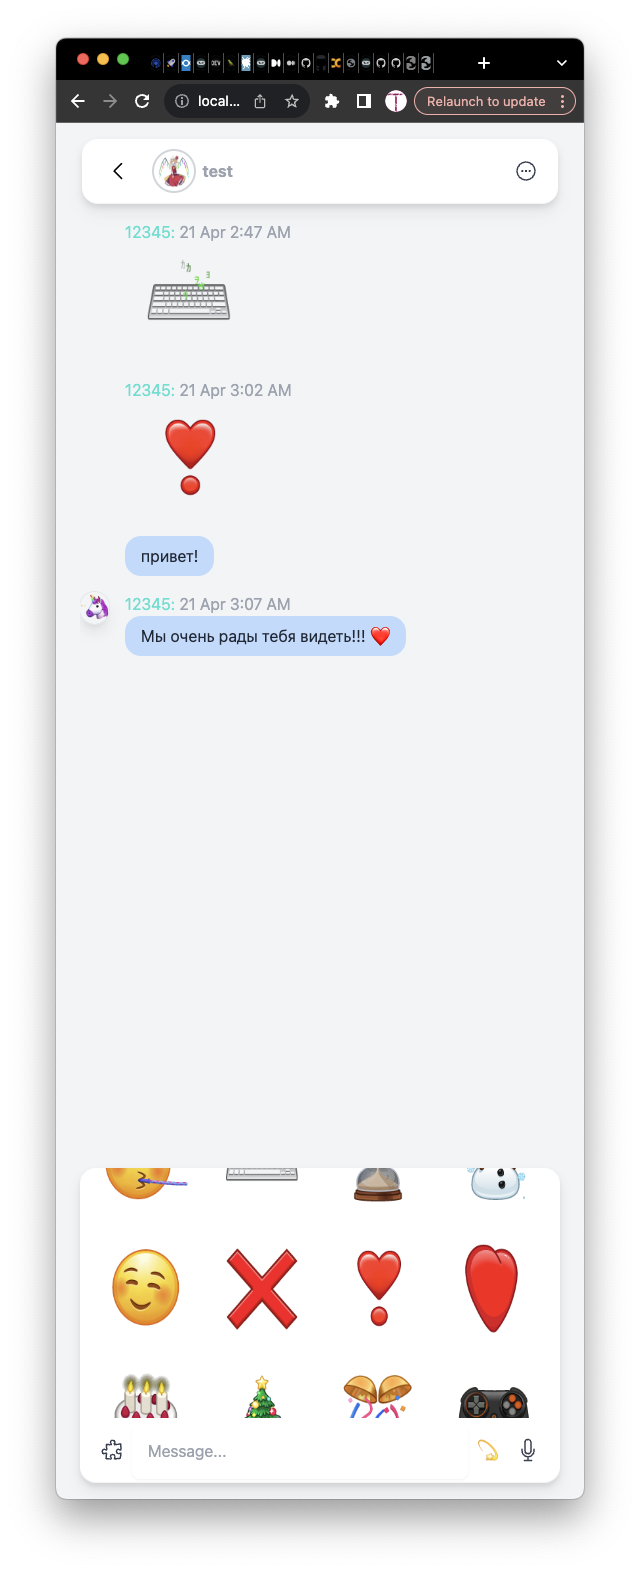 local...
Relaunch to update
test
12345: 21 Apr 2:47 AM
12345: 21 Apr 3:02 AM
привет!
12345: 21 Apr 3:07 AM
Мы очень рады тебя видеть!!! ❤️
Message...